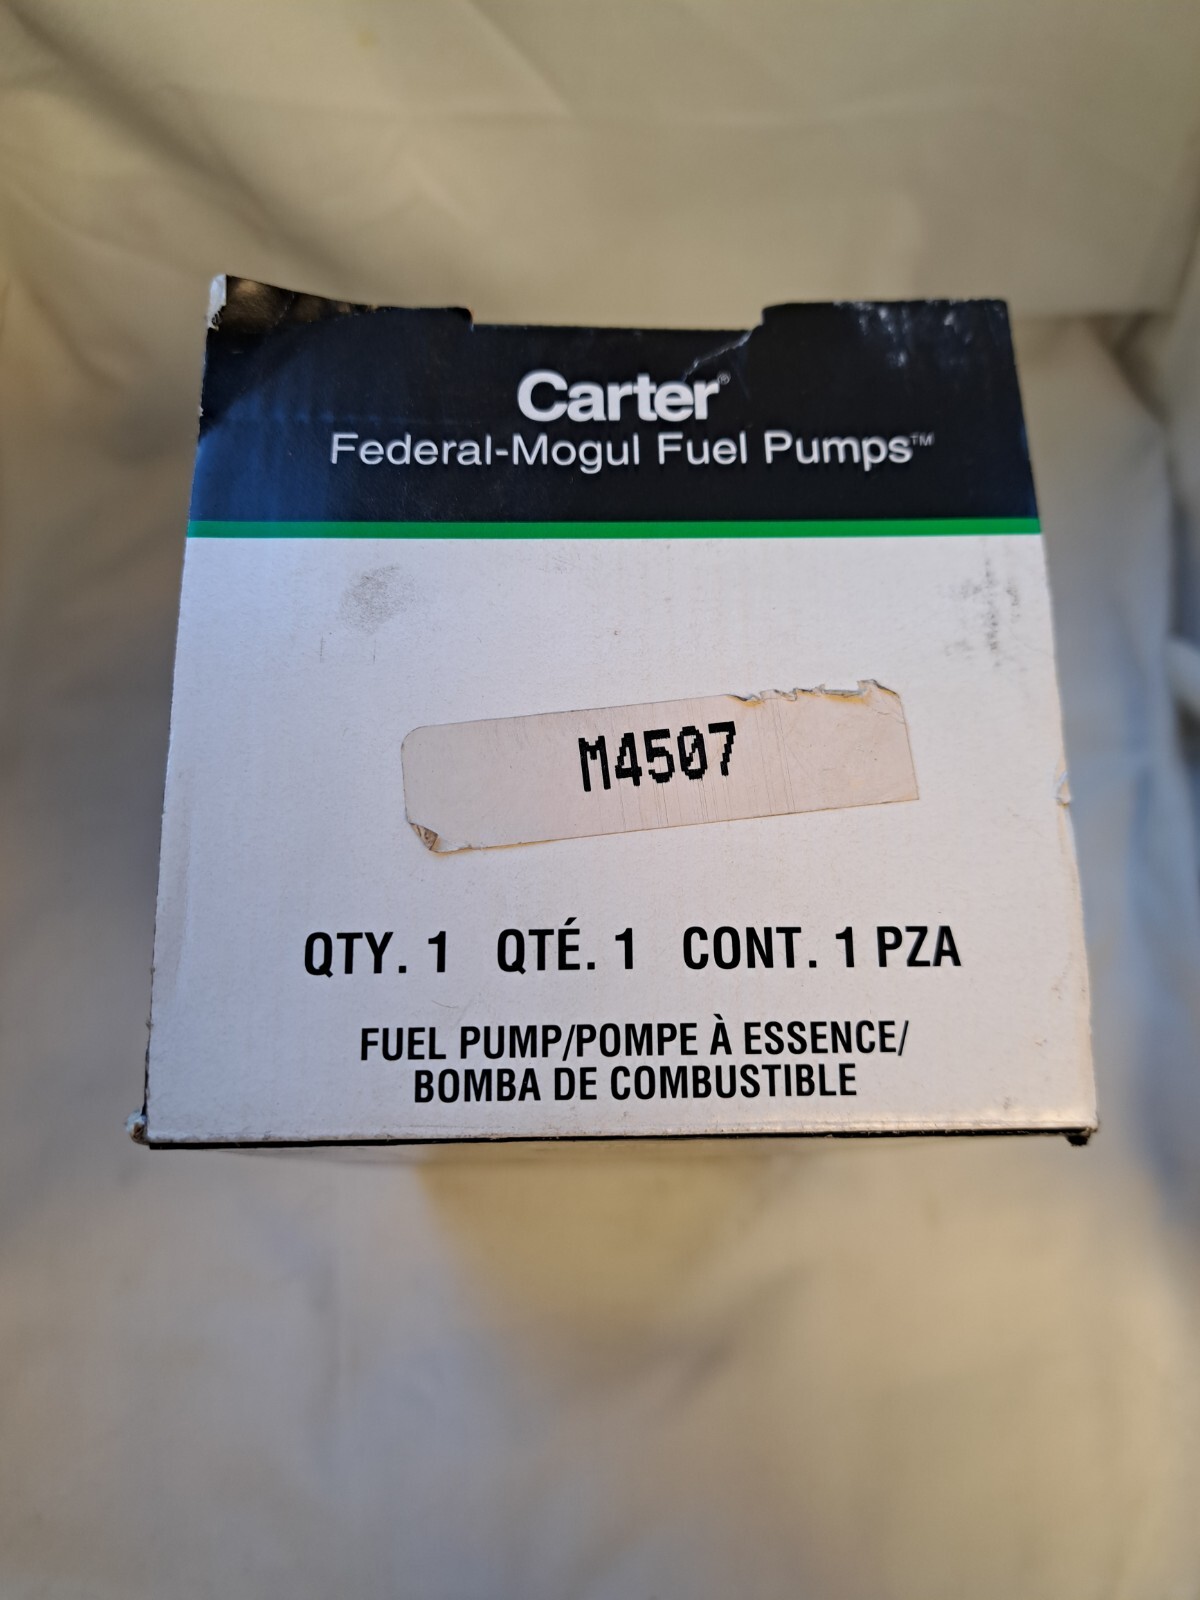 Carter®
Federal-Mogul Fuel Pumps™
M4507
QTY. 1 QTÉ. 1 CONT. 1 PZA
FUEL PUMP/POMPE À ESSENCE/
BOMBA DE COMBUSTIBLE